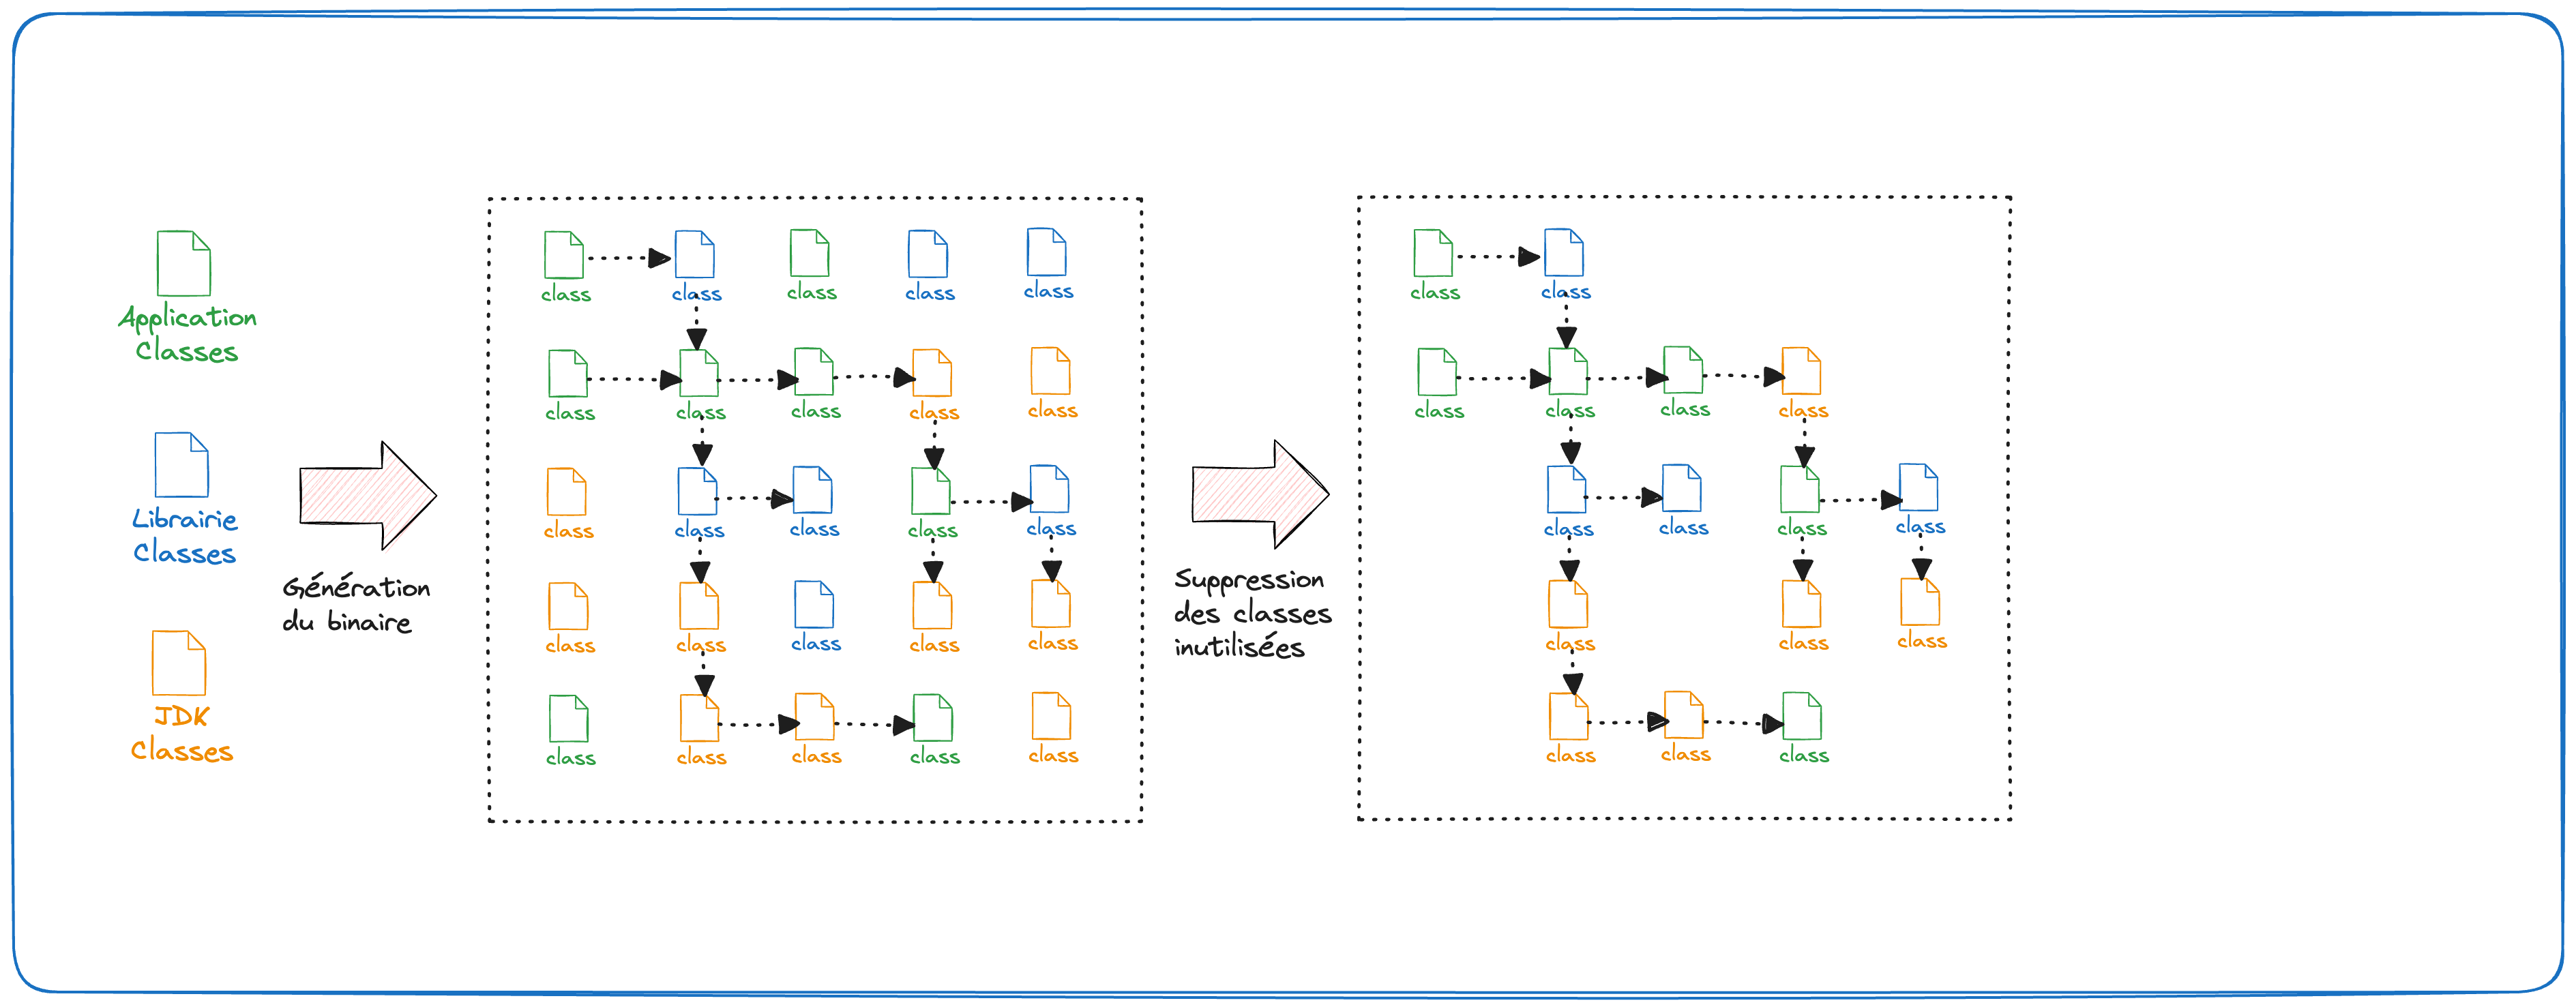 Application
Classes
Librairie
Classes
JDK
Classes
Génération
du binaire
class class class class class
class class class class class
class class class class class
class class class class class
class class class class class
Suppression
des classes
inutilisées
class class
class class class class
class class class class
class class class
class class class